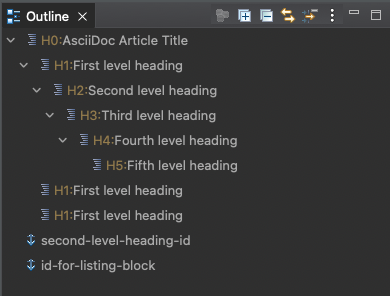 Outline
H0:AsciiDoc Article Title
H1:First level heading
H2:Second level heading
H3:Third level heading
H4:Fourth level heading
H5:Fifth level heading
H1:First level heading
H1:First level heading
second-level-heading-id
id-for-listing-block